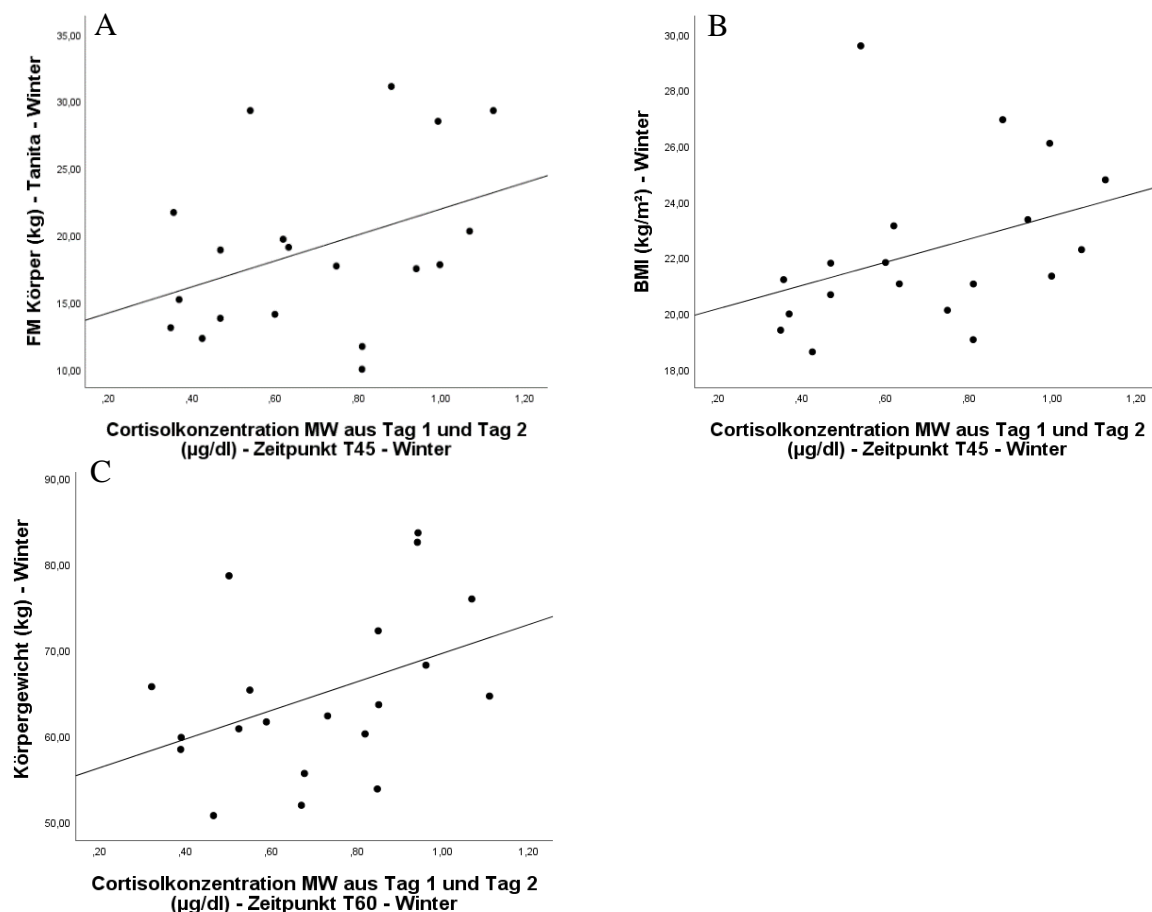 A
FM Körper (kg) - Tanita - Winter
35,00
30,00
25,00
20,00
15,00
10,00
,20 ,40 ,60 ,80 1,00 1,20
Cortisolkonzentration MW aus Tag 1 und Tag 2
(µg/dl) - Zeitpunkt T45 - Winter
B
BMI (kg/m²) - Winter
30,00
28,00
26,00
24,00
22,00
20,00
18,00
,20 ,40 ,60 ,80 1,00 1,20
Cortisolkonzentration MW aus Tag 1 und Tag 2
(µg/dl) - Zeitpunkt T45 - Winter
C
Körpergewicht (kg) - Winter
90,00
80,00
70,00
60,00
50,00
,20 ,40 ,60 ,80 1,00 1,20
Cortisolkonzentration MW aus Tag 1 und Tag 2
(µg/dl) - Zeitpunkt T60 - Winter